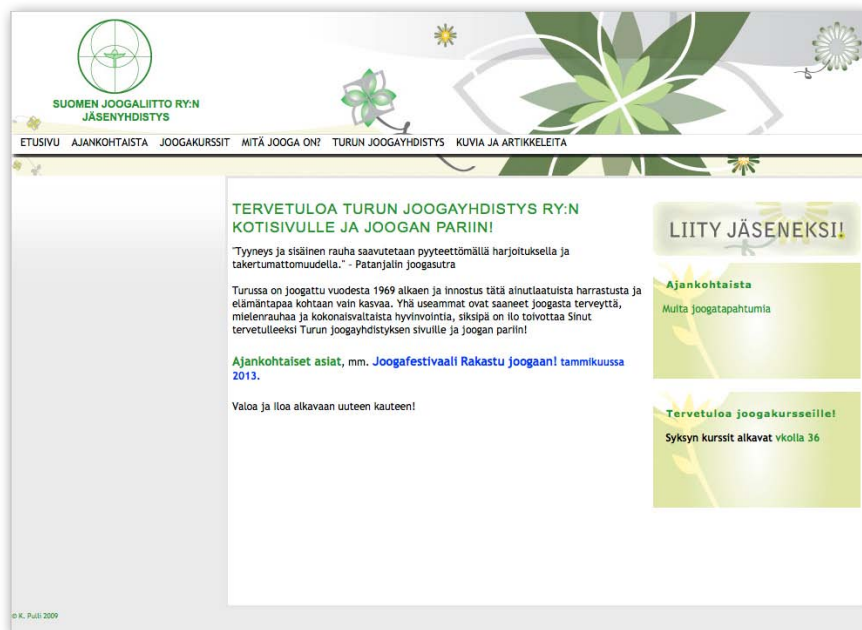 SUOMEN JOOGALIITTO RY:N
JÄSENYHDISTYS
ETUSIVU AJANKOHTAISTA JOOGAKURSSIT MITÄ JOOGA ON? TURUN JOOGAYHDISTYS KUVIA JA ARTIKKELEITA
TERVETULOA TURUN JOOGAYHDISTYS RY:N
KOTISIVULLE JA JOOGAN PARIIN!
"Tyyneys ja sisäinen rauha saavutetaan pyyteettömällä harjoituksella ja
takertumattomuudella." - Patanjalin joogasutra
Turussa on joogattu vuodesta 1969 alkaen ja innostus tätä ainutlaatuista harrastusta ja
elämäntapaa kohtaan vain kasvaa. Yhä useammat ovat saaneet joogasta terveyttä,
mielenrauhaa ja kokonaisvaltaista hyvinvointia, siksipä on ilo toivottaa Sinut
tervetulleeksi Turun joogayhdistyksen sivuille ja joogan pariin!
Ajankohtaiset asiat, mm. Joogafestivaali Rakastu joogaan! tammikuussa
2013.
Valoa ja iloa alkavaan uuteen kauteen!
LIITY JÄSENEKSI!
Ajankohtaista
Muita joogatapahtumia
Tervetuloa joogakursseille!
Syksyn kurssit alkavat vkolla 36
© K. Pulli 2009